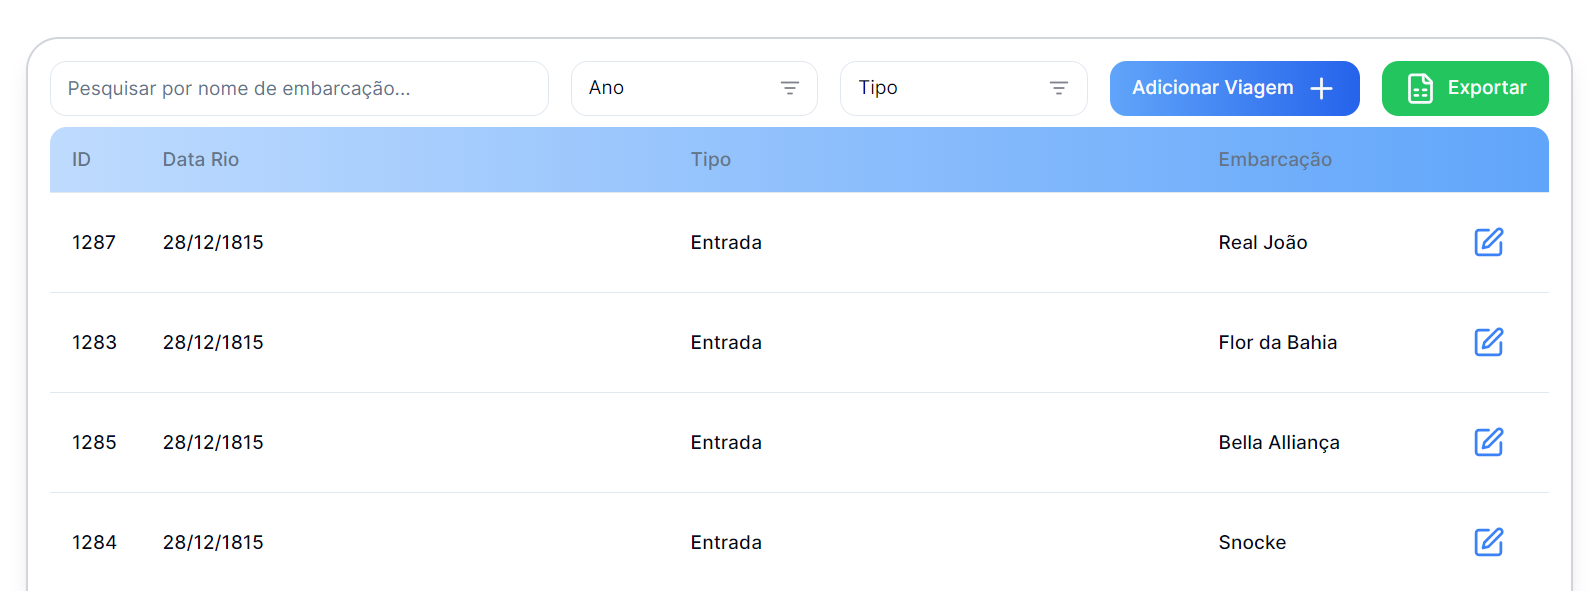 Pesquisar por nome de embarcação... Ano Tipo Adicionar Viagem Exportar
ID Data Rio Tipo Embarcação
1287 28/12/1815 Entrada Real João
1283 28/12/1815 Entrada Flor da Bahia
1285 28/12/1815 Entrada Bella Alliança
1284 28/12/1815 Entrada Snocke